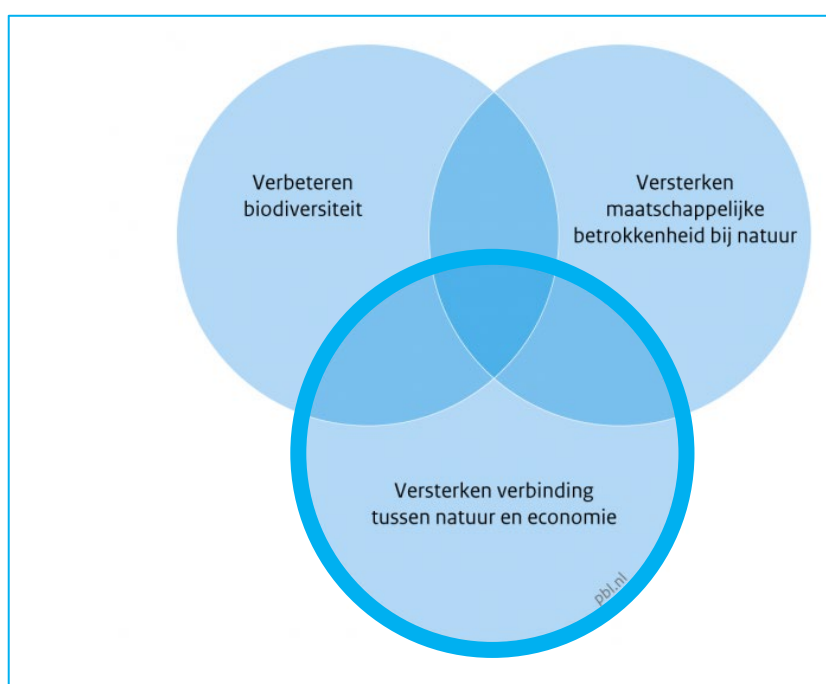 Verbeteren
biodiversiteit
Versterken
maatschappelijke
betrokkenheid bij natuur
Versterken verbinding
tussen natuur en economie
pbl.nl